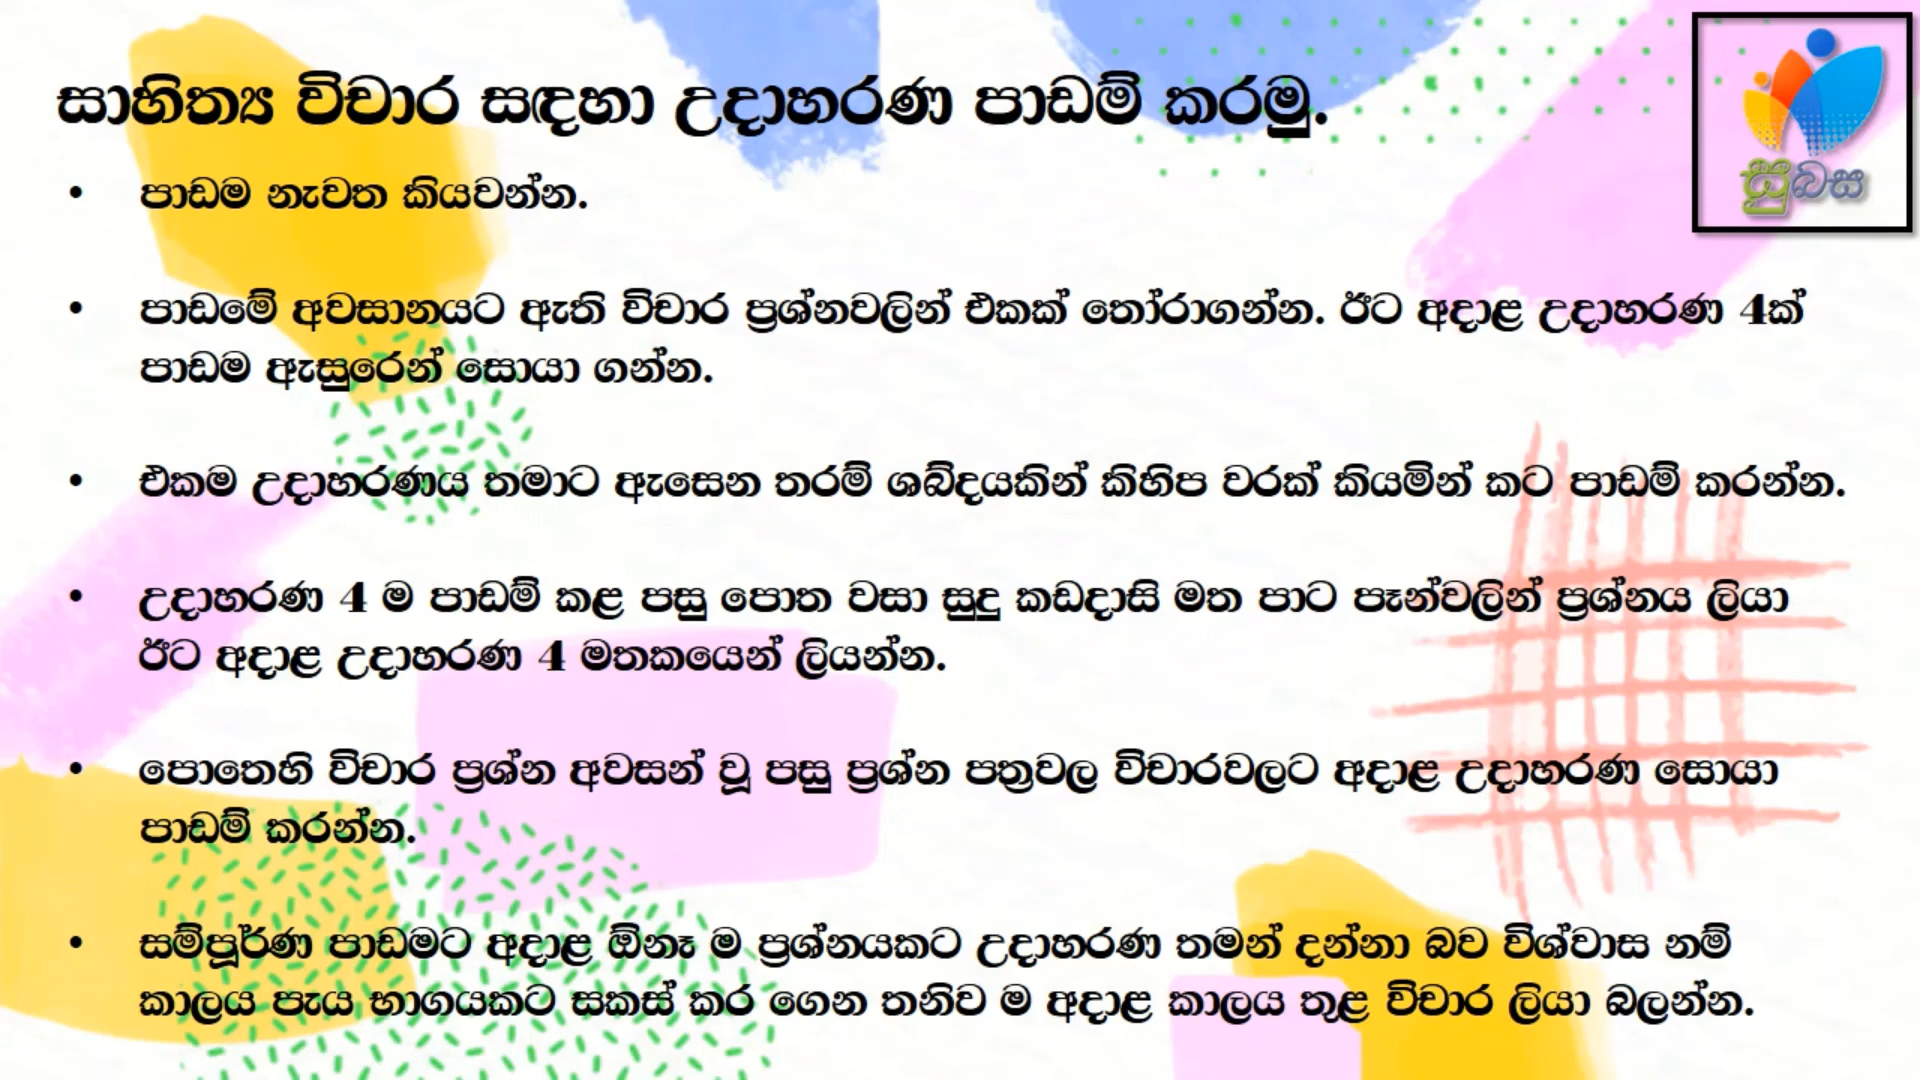 සාහිත්‍ය විචාර සඳහා උදාහරණ පාඩම් කරමු.
සුබස
• පාඩම නැවත කියවන්න.
• පාඩමේ අවසානයට ඇති විචාර ප්‍රශ්නවලින් එකක් තෝරාගන්න. ඊට අදාළ උදාහරණ 4ක්
පාඩම ඇසුරෙන් සොයා ගන්න.
• එකම උදාහරණය තමාට ඇසෙන තරම් ශබ්දයකින් කිහිප වරක් කියමින් කට පාඩම් කරන්න.
• උදාහරණ 4 ම පාඩම් කළ පසු පොත වසා සුදු කඩදාසි මත පාට පෑන්වලින් ප්‍රශ්නය ලියා
ඊට අදාළ උදාහරණ 4 මතකයෙන් ලියන්න.
• පොතෙහි විචාර ප්‍රශ්න අවසන් වූ පසු ප්‍රශ්න පත්‍රවල විචාරවලට අදාළ උදාහරණ සොයා
පාඩම් කරන්න.
• සම්පූර්ණ පාඩමට අදාළ ඕනෑ ම ප්‍රශ්නයකට උදාහරණ තමන් දන්නා බව විශ්වාස නම්
කාලය පැය භාගයකට සකස් කර ගෙන තනිව ම අදාළ කාලය තුළ විචාර ලියා බලන්න.